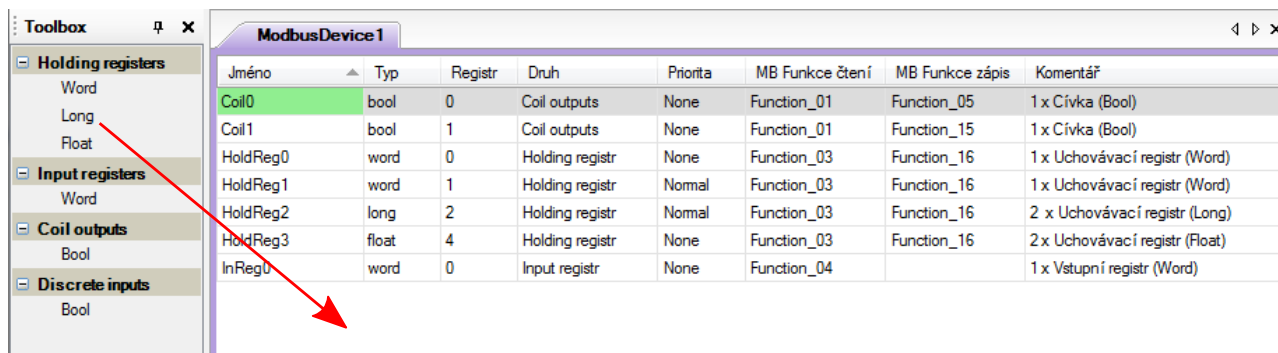 Toolbox
Holding registers
Word
Long
Float
Input registers
Word
Coil outputs
Bool
Discrete inputs
Bool
ModbusDevice1
Jméno Typ Registr Druh Priorita MB Funkce čtení MB Funkce zápis Komentář
Coil0 bool 0 Coil outputs None Function_01 Function_05 1 x Cívka (Bool)
Coil1 bool 1 Coil outputs None Function_01 Function_15 1 x Cívka (Bool)
HoldReg0 word 0 Holding registr None Function_03 Function_16 1 x Uchovávací registr (Word)
HoldReg1 word 1 Holding registr Normal Function_03 Function_16 1 x Uchovávací registr (Word)
HoldReg2 long 2 Holding registr Normal Function_03 Function_16 2 x Uchovávací registr (Long)
HoldReg3 float 4 Holding registr None Function_03 Function_16 2 x Uchovávací registr (Float)
InReg0 word 0 Input registr None Function_04 1 x Vstupní registr (Word)